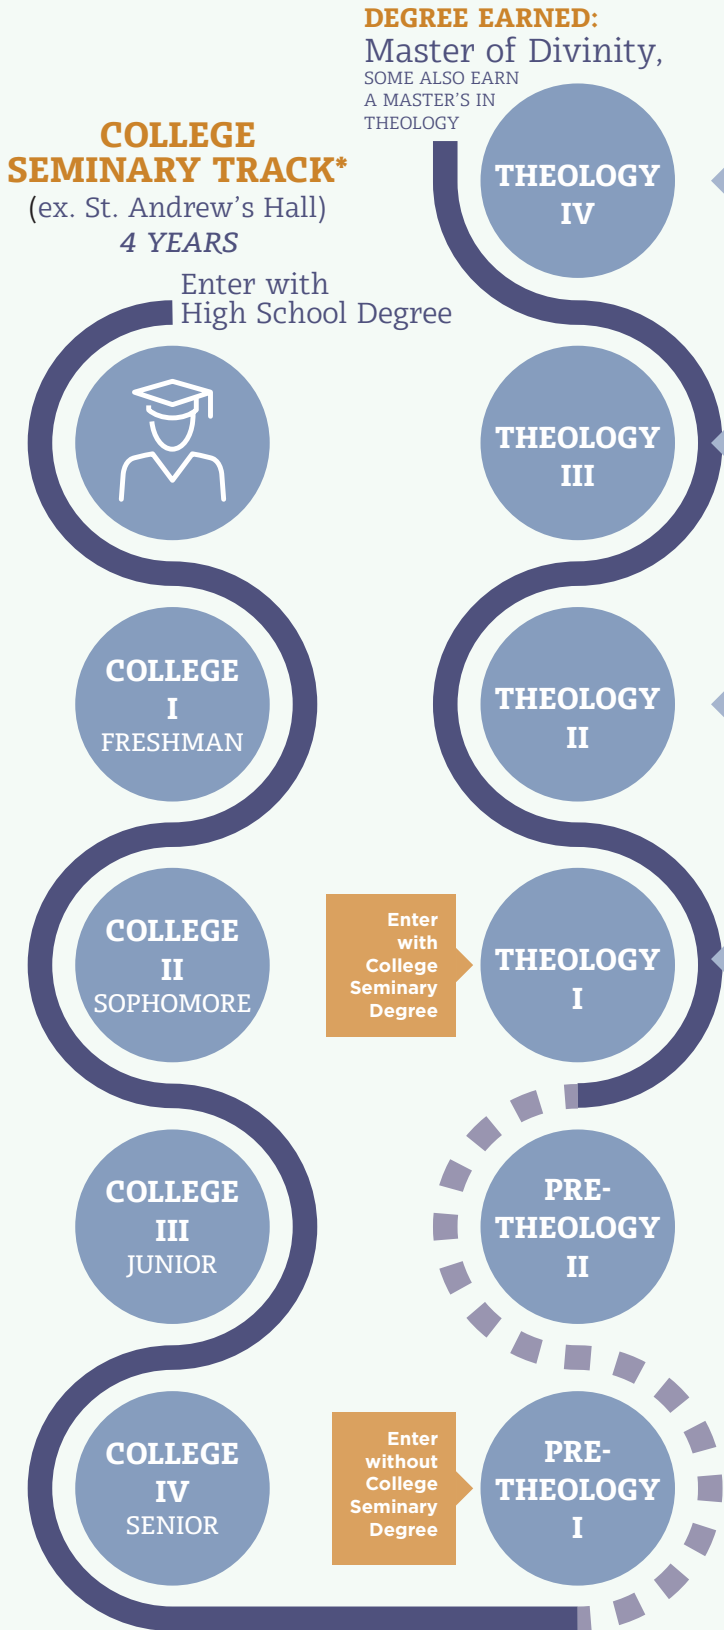 COLLEGE
SEMINARY TRACK*
(ex. St. Andrew's Hall)
4 YEARS
Enter with
High School Degree
COLLEGE
I
FRESHMAN
COLLEGE
II
SOPHOMORE
COLLEGE
III
JUNIOR
COLLEGE
IV
SENIOR
DEGREE EARNED:
Master of Divinity,
SOME ALSO EARN
A MASTER'S IN
THEOLOGY
THEOLOGY
IV
THEOLOGY
III
THEOLOGY
II
Enter
with
College
Seminary
Degree
THEOLOGY
I
PRE-
THEOLOGY
II
Enter
without
College
Seminary
Degree
PRE-
THEOLOGY
I